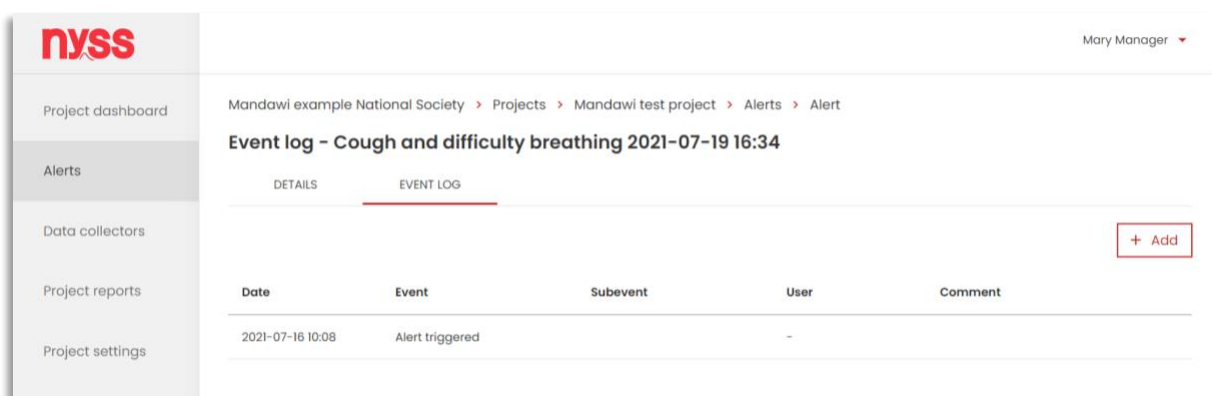 nyss
Mary Manager
Project dashboard
Alerts
Data collectors
Project reports
Project settings
Mandawi example National Society > Projects > Mandawi test project > Alerts > Alert
Event log - Cough and difficulty breathing 2021-07-19 16:34
DETAILS EVENT LOG
+ Add
Date Event Subevent User Comment
2021-07-16 10:08 Alert triggered -